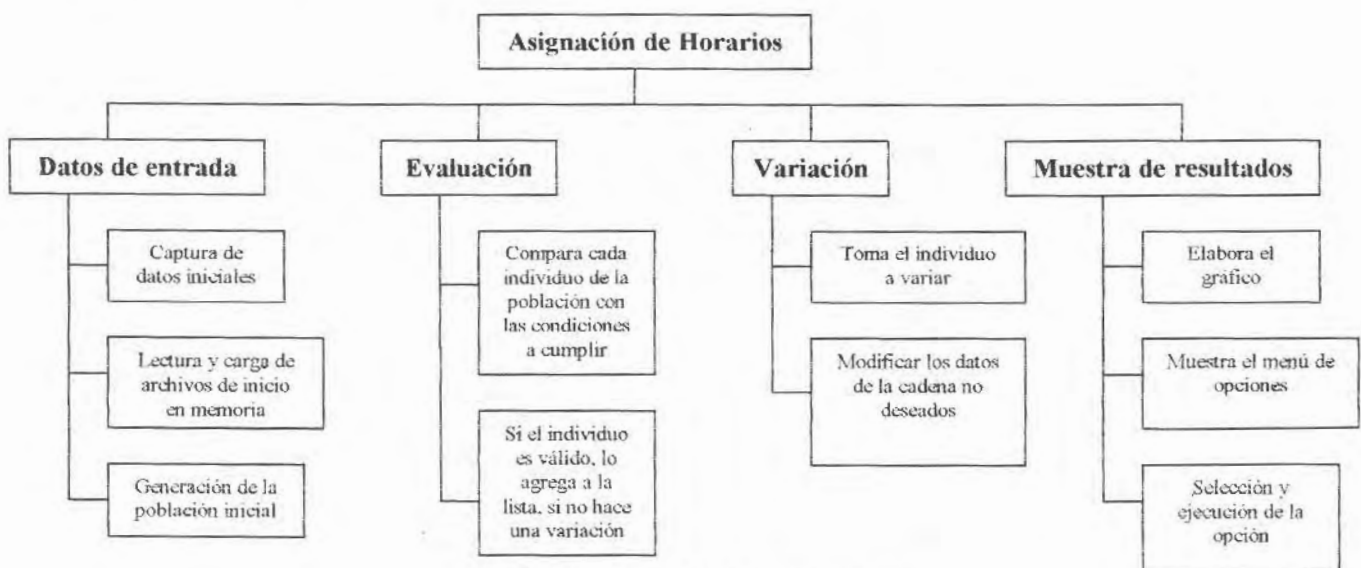 Asignación de Horarios
Datos de entrada
Captura de
datos iniciales
Lectura y carga de
archivos de inicio
en memoria
Generación de la
población inicial
Evaluación
Compara cada
individuo de la
población con
las condiciones
a cumplir
Si el individuo
es válido, lo
agrega a la
lista, si no hace
una variación
Variación
Toma el individuo
a variar
Modificar los datos
de la cadena no
deseados
Muestra de resultados
Elabora el
gráfico
Muestra el menú de
opciones
Selección y
ejecución de la
opción